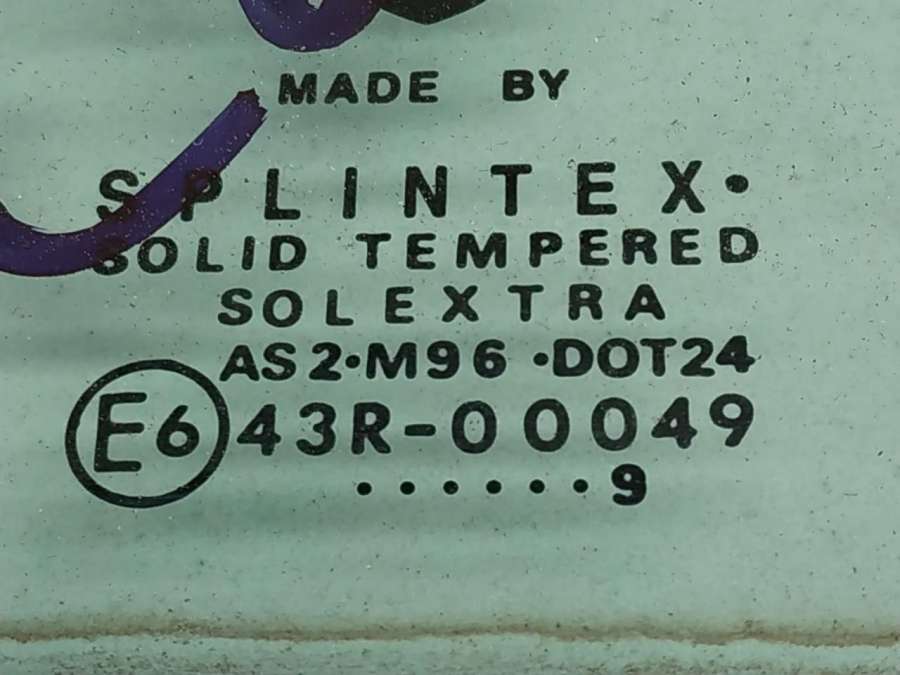 MADE BY
SPLINTEX·
SOLID TEMPERED
SOLEXTRA
AS2·M96 ·DOT24
E6 43R-00049
······9